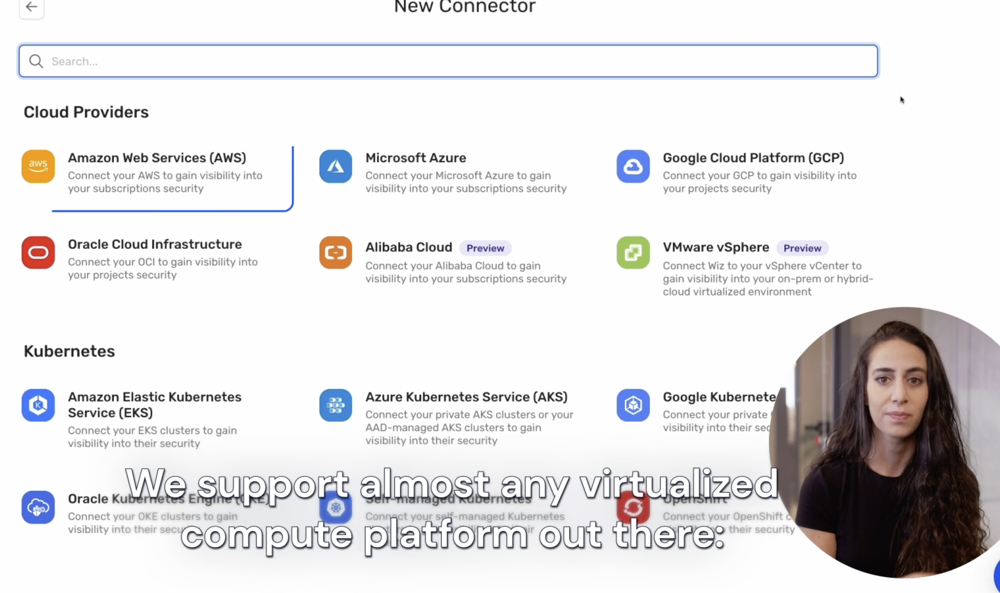 New Connector
Search...
Cloud Providers
aws
Amazon Web Services (AWS)
Connect your AWS to gain visibility into
your subscriptions security
Microsoft Azure
Connect your Microsoft Azure to gain
visibility into your subscriptions security
Google Cloud Platform (GCP)
Connect your GCP to gain visibility into
your projects security
Oracle Cloud Infrastructure
Connect your OCI to gain visibility into
your projects security
Alibaba Cloud Preview
Connect your Alibaba Cloud to gain
visibility into your subscriptions security
VMware vSphere Preview
Connect Wiz to your vSphere vCenter to
gain visibility into your on-prem or hybrid-
cloud virtualized environment
Kubernetes
K
Amazon Elastic Kubernetes
Service (EKS)
Connect your EKS clusters to gain
visibility into their security
Azure Kubernetes Service (AKS)
Connect your private AKS clusters or your
AAD-managed AKS clusters to gain
visibility into their security
Google Kubernete
Connect your private
visibility into their sec
Oracle Kubernetes Engine (OKE)
Connect your OKE clusters to gain
visibility into their secu
Self-managed Kubernetes
Connect your self-managed Kubernetes
OpenShift
Connect your OpenShift c
their security
We support almost any virtualized
compute platform out there: